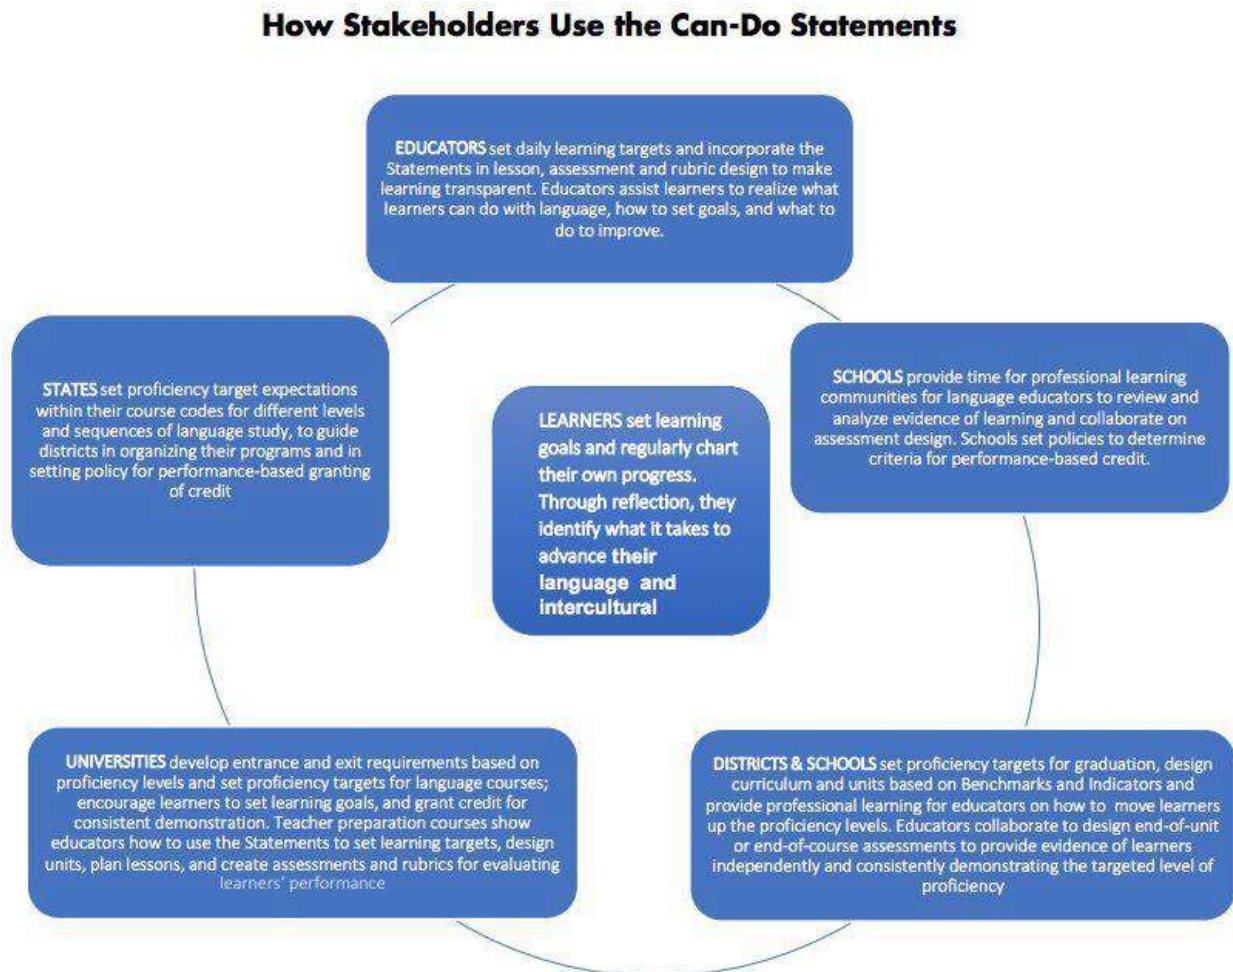 How Stakeholders Use the Can-Do Statements
EDUCATORS set daily learning targets and incorporate the
Statements in lesson, assessment and rubric design to make
learning transparent. Educators assist learners to realize what
learners can do with language, how to set goals, and what to
do to improve.
STATES set proficiency target expectations
within their course codes for different levels
and sequences of language study, to guide
districts in organizing their programs and in
setting policy for performance-based granting
of credit
LEARNERS set learning
goals and regularly chart
their own progress.
Through reflection, they
identify what it takes to
advance their
language and
intercultural
SCHOOLS provide time for professional learning
communities for language educators to review and
analyze evidence of learning and collaborate on
assessment design. Schools set policies to determine
criteria for performance-based credit.
UNIVERSITIES develop entrance and exit requirements based on
proficiency levels and set proficiency targets for language courses;
encourage learners to set learning goals, and grant credit for
consistent demonstration. Teacher preparation courses show
educators how to use the Statements to set learning targets, design
units, plan lessons, and create assessments and rubrics for evaluating
learners' performance
DISTRICTS & SCHOOLS set proficiency targets for graduation, design
curriculum and units based on Benchmarks and Indicators and
provide professional learning for educators on how to move learners
up the proficiency levels. Educators collaborate to design end-of-unit
or end-of-course assessments to provide evidence of learners
independently and consistently demonstrating the targeted level of
proficiency